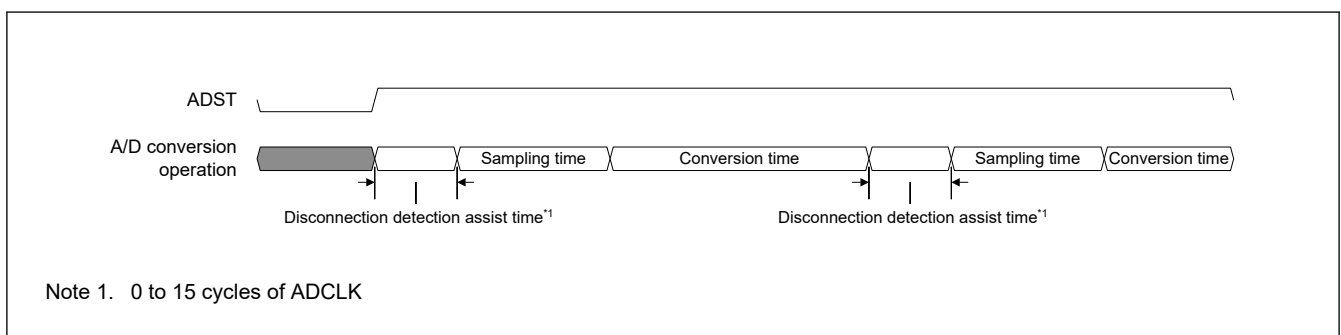 ADST
A/D conversion
operation
Sampling time
Conversion time
Sampling time
Conversion time
Disconnection detection assist time*1
Disconnection detection assist time*1
Note 1. 0 to 15 cycles of ADCLK